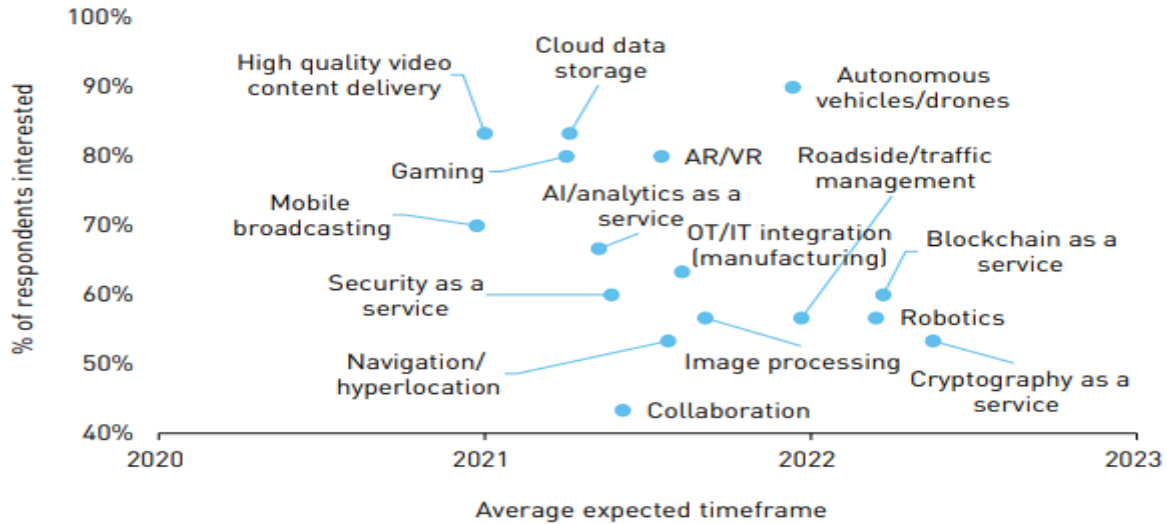 100%
90%
80%
70%
60%
50%
40%
% of respondents interested
High quality video
content delivery
Cloud data
storage
Autonomous
vehicles/drones
Gaming
AR/VR
Roadside/traffic
management
Mobile
broadcasting
AI/analytics as a
service
OT/IT integration
(manufacturing)
Blockchain as a
service
Security as a
service
Robotics
Navigation/
hyperlocation
Image processing
Cryptography as a
service
Collaboration
2020
2021
2022
2023
Average expected timeframe